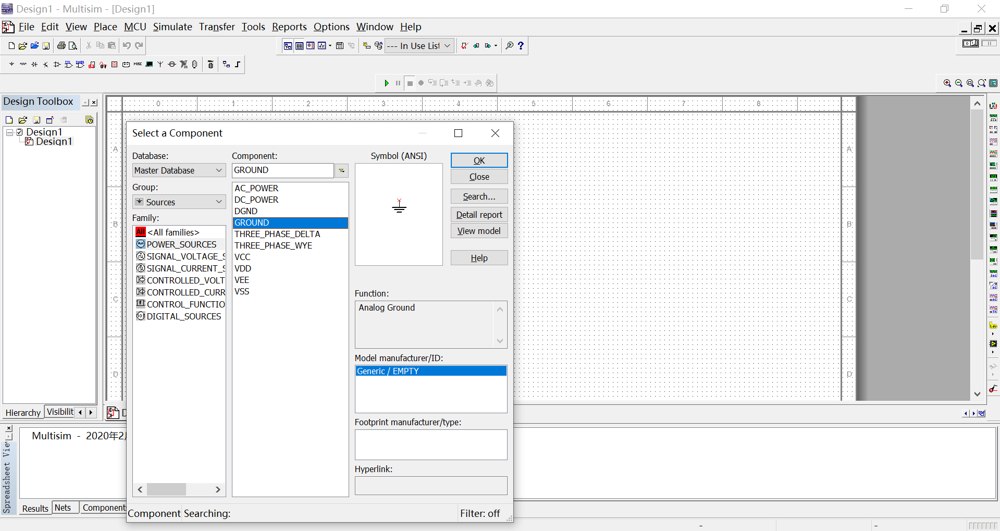 Design1 - Multisim - [Design1]
File Edit View Place MCU Simulate Transfer Tools Reports Options Window Help
--- In Use List
MISC
Design Toolbox
0 1 2 3 4 5 6 7 8
Design1
Design1
A
B
C
D
A
B
C
D
Select a Component
Database:
Master Database
Group:
Sources
Family:
All <All families>
POWER_SOURCES
SIGNAL_VOLTAGE_S
SIGNAL_CURRENT_S
CONTROLLED_VOLT
CONTROLLED_CURR
CONTROL_FUNCTIO
DIGITAL_SOURCES
Component:
GROUND
AC_POWER
DC_POWER
DGND
GROUND
THREE_PHASE_DELTA
THREE_PHASE_WYE
VCC
VDD
VEE
VSS
Symbol (ANSI)
OK
Close
Search...
Detail report
View model
Help
Function:
Analog Ground
Model manufacturer/ID:
Generic / EMPTY
Footprint manufacturer/type:
Hyperlink:
Component Searching:
Filter: off
Hierarchy Visibilit
D
Spreadsheet Vie
Multisim - 2020年2
Results Nets Component
- -